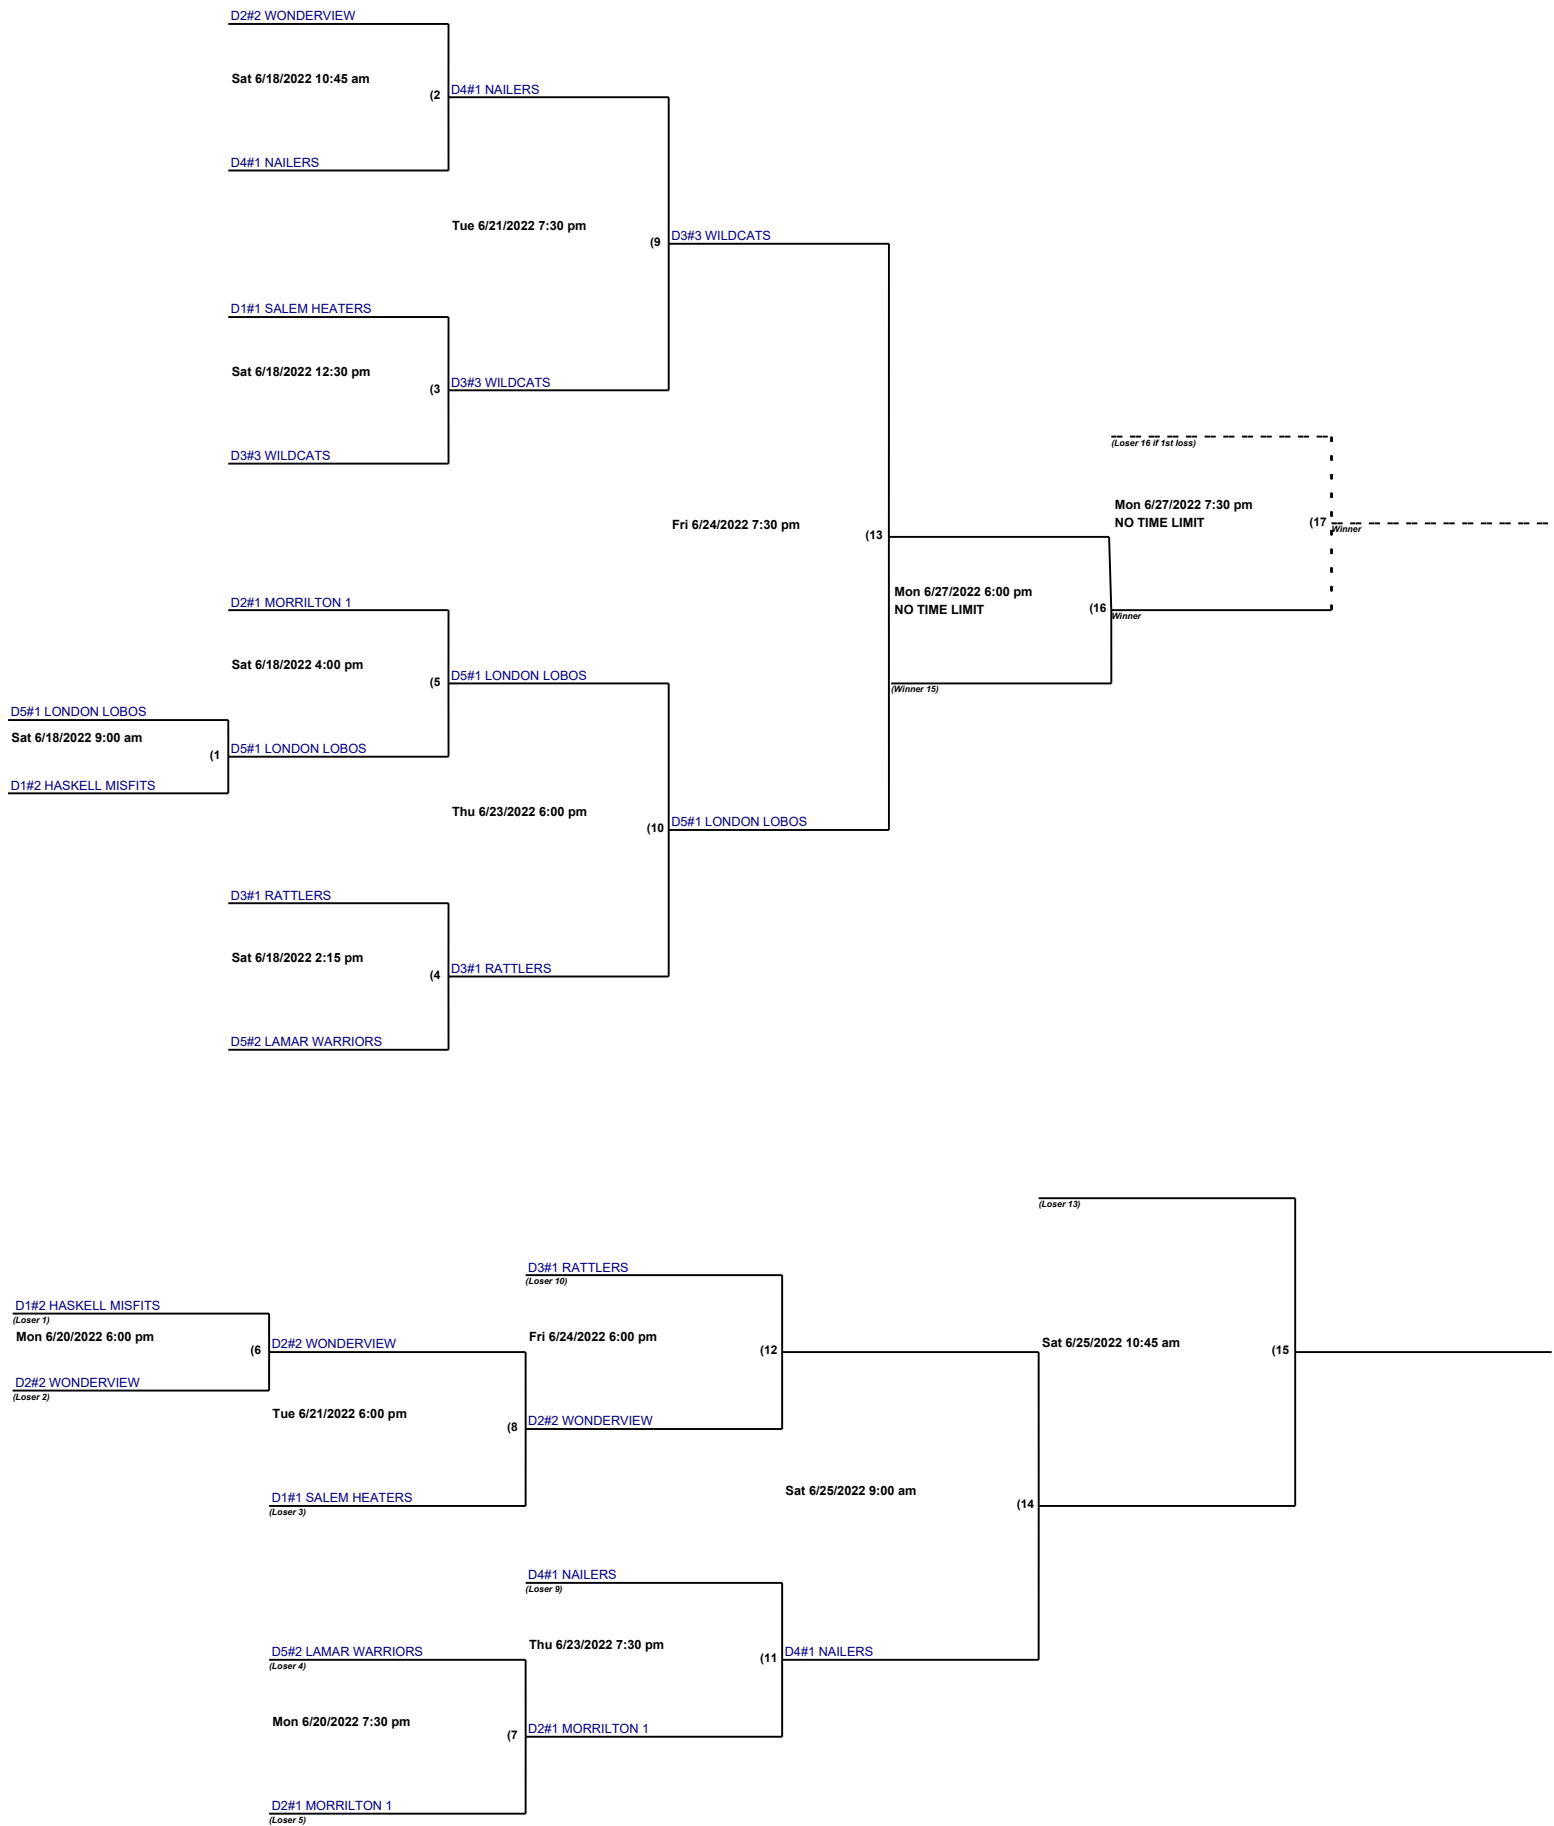 D2#2 WONDERVIEW
Sat 6/18/2022 10:45 am
(2
D4#1 NAILERS
D4#1 NAILERS
Tue 6/21/2022 7:30 pm
(9
D3#3 WILDCATS
D1#1 SALEM HEATERS
Sat 6/18/2022 12:30 pm
(3
D3#3 WILDCATS
D3#3 WILDCATS
(Loser 16 if 1st loss)
Mon 6/27/2022 7:30 pm
NO TIME LIMIT
(17
Winner
Fri 6/24/2022 7:30 pm
(13
Mon 6/27/2022 6:00 pm
NO TIME LIMIT
(16
Winner
D2#1 MORRILTON 1
Sat 6/18/2022 4:00 pm
(5
D5#1 LONDON LOBOS
(Winner 15)
D5#1 LONDON LOBOS
Sat 6/18/2022 9:00 am
(1
D5#1 LONDON LOBOS
D1#2 HASKELL MISFITS
Thu 6/23/2022 6:00 pm
(10
D5#1 LONDON LOBOS
D3#1 RATTLERS
Sat 6/18/2022 2:15 pm
(4
D3#1 RATTLERS
D5#2 LAMAR WARRIORS
(Loser 13)
D3#1 RATTLERS
(Loser 10)
D1#2 HASKELL MISFITS
(Loser 1)
Mon 6/20/2022 6:00 pm
(6
D2#2 WONDERVIEW
Fri 6/24/2022 6:00 pm
(12
Sat 6/25/2022 10:45 am
(15
D2#2 WONDERVIEW
(Loser 2)
Tue 6/21/2022 6:00 pm
(8
D2#2 WONDERVIEW
D1#1 SALEM HEATERS
(Loser 3)
Sat 6/25/2022 9:00 am
(14
D4#1 NAILERS
(Loser 9)
D5#2 LAMAR WARRIORS
(Loser 4)
Thu 6/23/2022 7:30 pm
(11
D4#1 NAILERS
Mon 6/20/2022 7:30 pm
(7
D2#1 MORRILTON 1
D2#1 MORRILTON 1
(Loser 5)